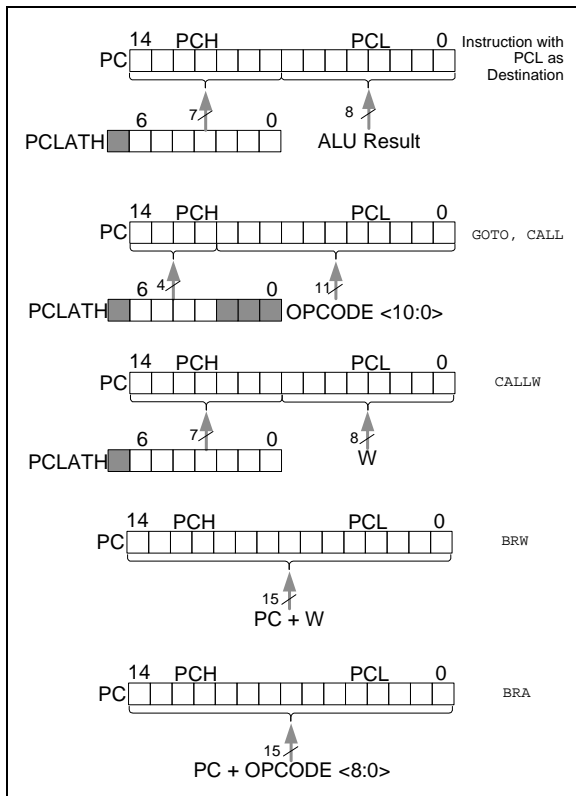 14 PCH PCL 0 Instruction with
PC PCL as
Destination
7 8
6 0
PCLATH ALU Result
14 PCH PCL 0
PC GOTO, CALL
4 11
6 0
PCLATH OPCODE <10:0>
14 PCH PCL 0
PC CALLW
7 8
6 0 W
PCLATH
14 PCH PCL 0
PC BRW
15
PC + W
14 PCH PCL 0
PC BRA
15
PC + OPCODE <8:0>